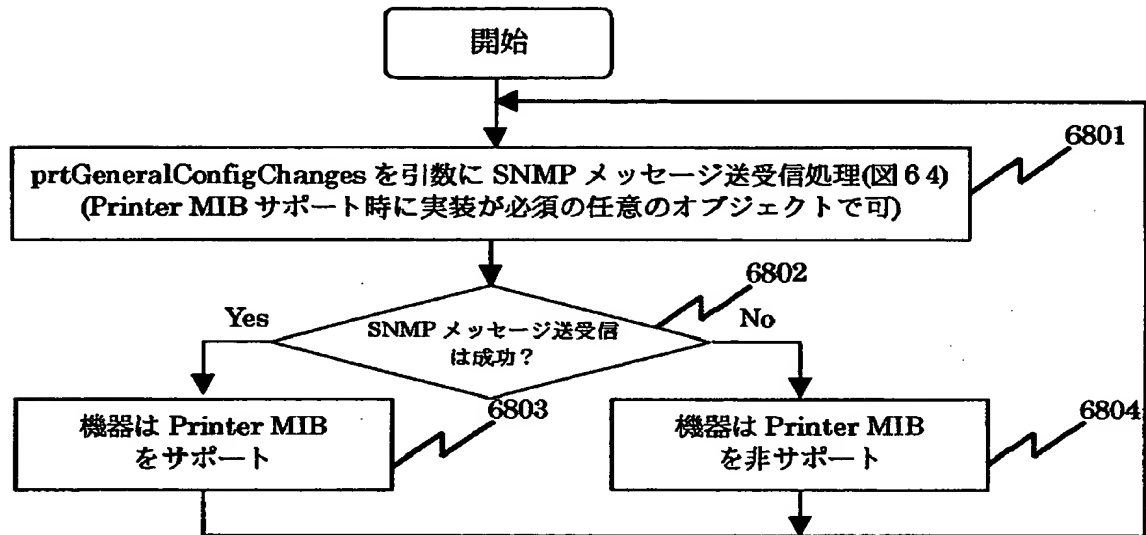 開始
6801
prtGeneralConfigChanges を引数に SNMP メッセージ送受信処理(図６４)
(Printer MIB サポート時に実装が必須の任意のオブジェクトで可)
6802
Yes
SNMP メッセージ送受信
は成功？
No
6803
機器は Printer MIB
をサポート
6804
機器は Printer MIB
を非サポート